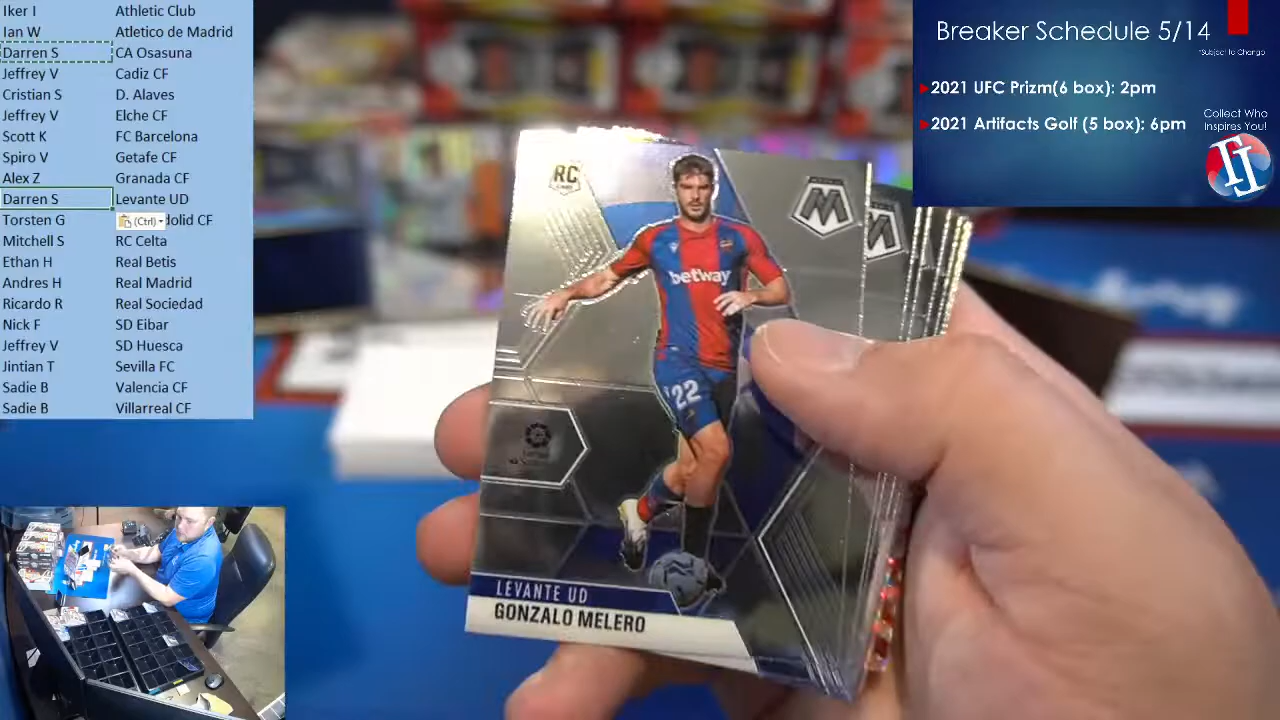 Iker I Athletic Club
Ian W Atletico de Madrid
Darren S CA Osasuna
Jeffrey V Cadiz CF
Cristian S D. Alaves
Jeffrey V Elche CF
Scott K FC Barcelona
Spiro V Getafe CF
Alex Z Granada CF
Darren S Levante UD
Torsten G (Ctrl) dolid CF
Mitchell S RC Celta
Ethan H Real Betis
Andres H Real Madrid
Ricardo R Real Sociedad
Nick F SD Eibar
Jeffrey V SD Huesca
Jintian T Sevilla FC
Sadie B Valencia CF
Sadie B Villarreal CF
Breaker Schedule 5/14
*Subject to Change
2021 UFC Prizm(6 box): 2pm
2021 Artifacts Golf (5 box): 6pm
Collect Who
Inspires You!
RC
M
betway
22
LEVANTE UD
GONZALO MELERO